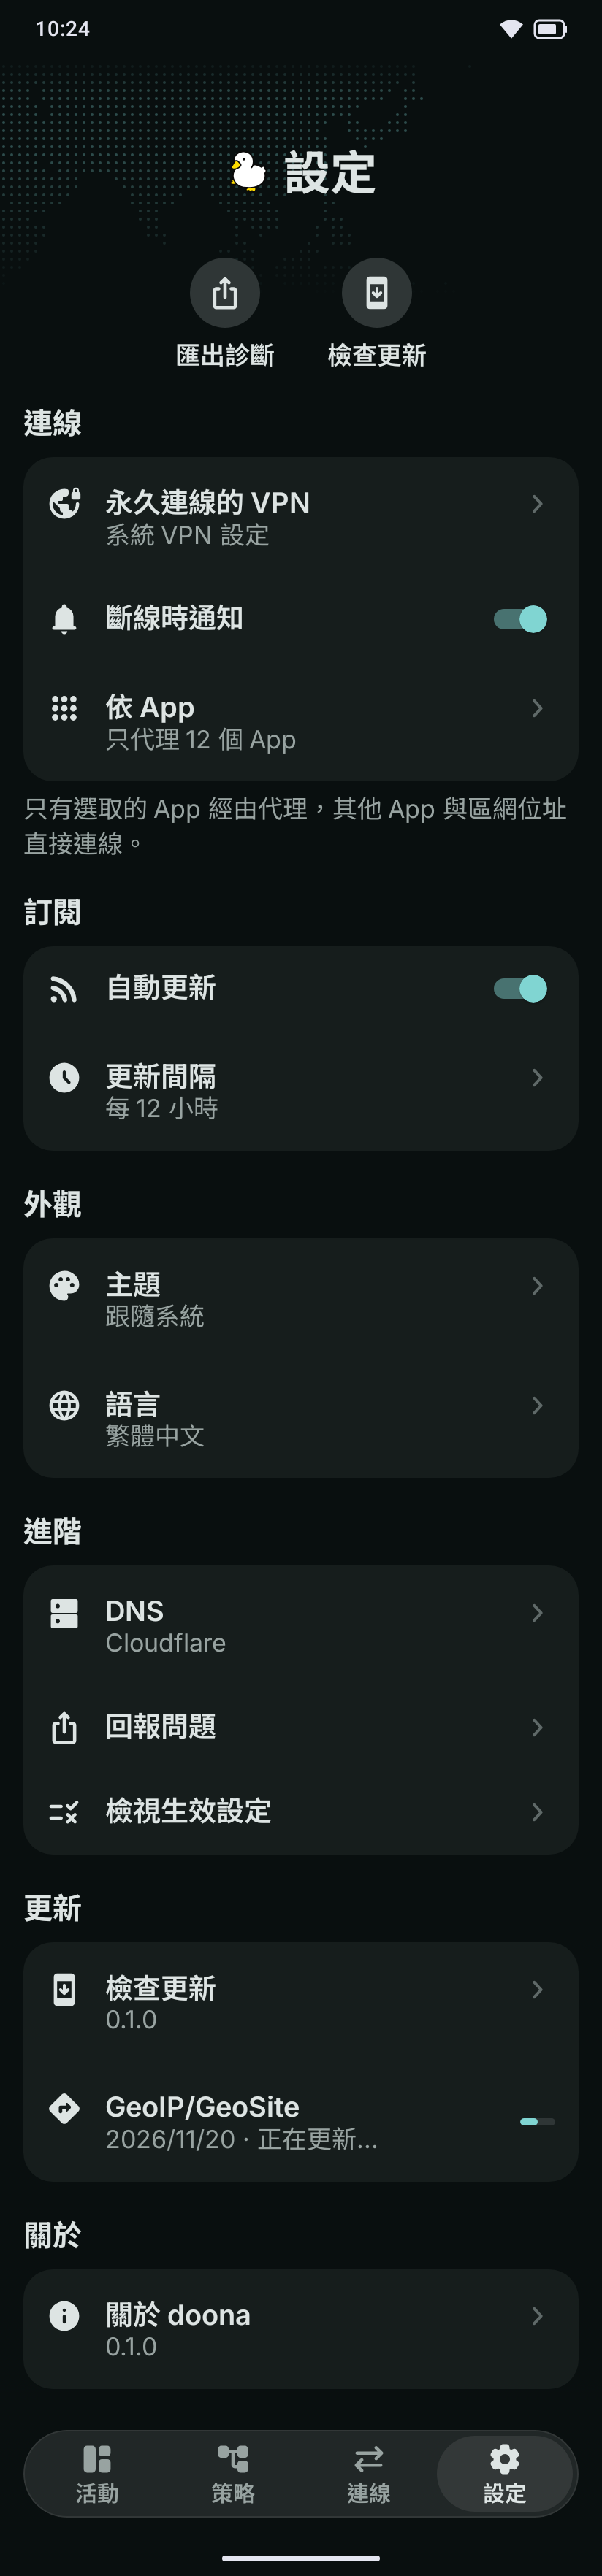 10:24
設定
匯出診斷
檢查更新
連線
永久連線的 VPN
系統 VPN 設定
斷線時通知
依 App
只代理 12 個 App
只有選取的 App 經由代理，其他 App 與區網位址
直接連線。
訂閱
自動更新
更新間隔
每 12 小時
外觀
主題
跟隨系統
語言
繁體中文
進階
DNS
Cloudflare
回報問題
檢視生效設定
更新
檢查更新
0.1.0
GeoIP/GeoSite
2026/11/20 · 正在更新…
關於
關於 doona
0.1.0
活動
策略
連線
設定